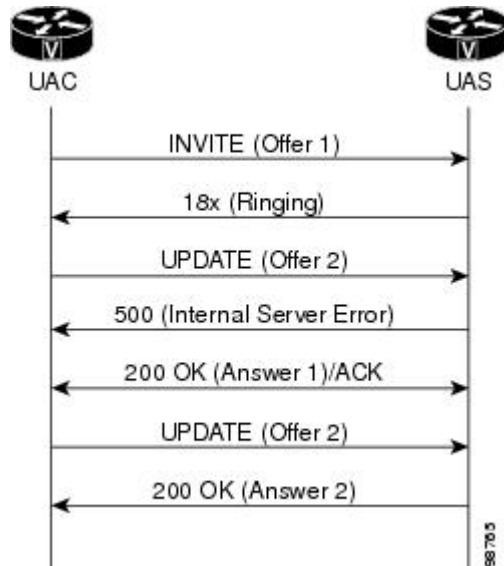 V V
UAC UAS
INVITE (Offer 1)
18x (Ringing)
UPDATE (Offer 2)
500 (Internal Server Error)
200 OK (Answer 1)/ACK
UPDATE (Offer 2)
200 OK (Answer 2)
98765